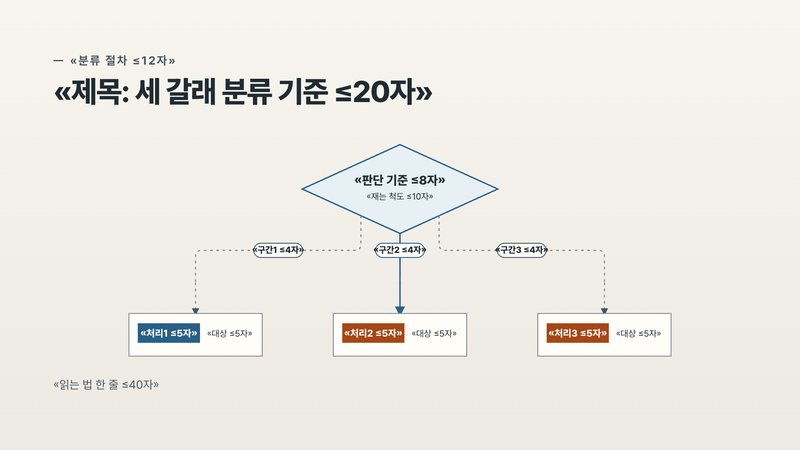 — «분류 절차 ≤12자»
«제목: 세 갈래 분류 기준 ≤20자»
«판단 기준 ≤8자»
«재는 척도 ≤10자»
«구간1 ≤4자» «구간2 ≤4자» «구간3 ≤4자»
«처리1 ≤5자» «대상 ≤5자» «처리2 ≤5자» «대상 ≤5자» «처리3 ≤5자» «대상 ≤5자»
«읽는 법 한 줄 ≤40자»